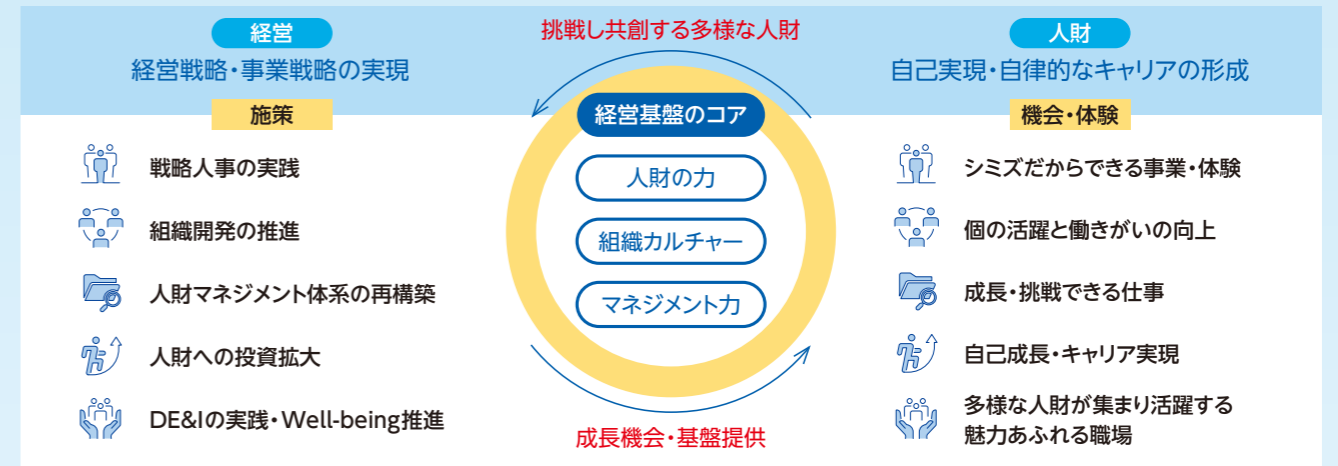 経営
経営戦略・事業戦略の実現
施策
戦略人事の実践
組織開発の推進
人財マネジメント体系の再構築
人財への投資拡大
DE&Iの実践・Well-being推進
挑戦し共創する多様な人財
経営基盤のコア
人財の力
組織カルチャー
マネジメント力
成長機会・基盤提供
人財
自己実現・自律的なキャリアの形成
機会・体験
シミズだからできる事業・体験
個の活躍と働きがいの向上
成長・挑戦できる仕事
自己成長・キャリア実現
多様な人財が集まり活躍する
魅力あふれる職場